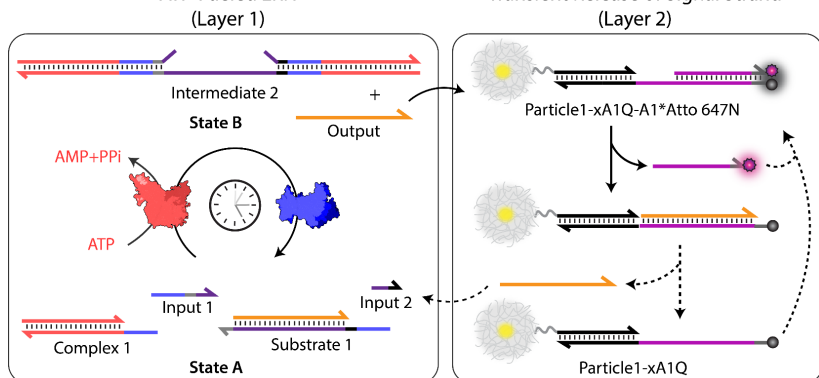 (Layer 1)
(Layer 2)
Intermediate 2
+
State B
Output
AMP+PPi
ATP
Input 1
Input 2
Complex 1
Substrate 1
State A
Particle1-xA1Q-A1*Atto 647N
Particle1-xA1Q